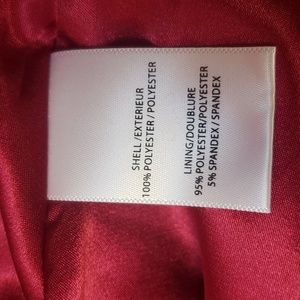 SHELL /EXTERIEUR
100% POLYESTER / POLYESTER
LINING/DOUBLURE
95% POLYESTER/POLYESTER
5% SPANDEX / SPANDEX